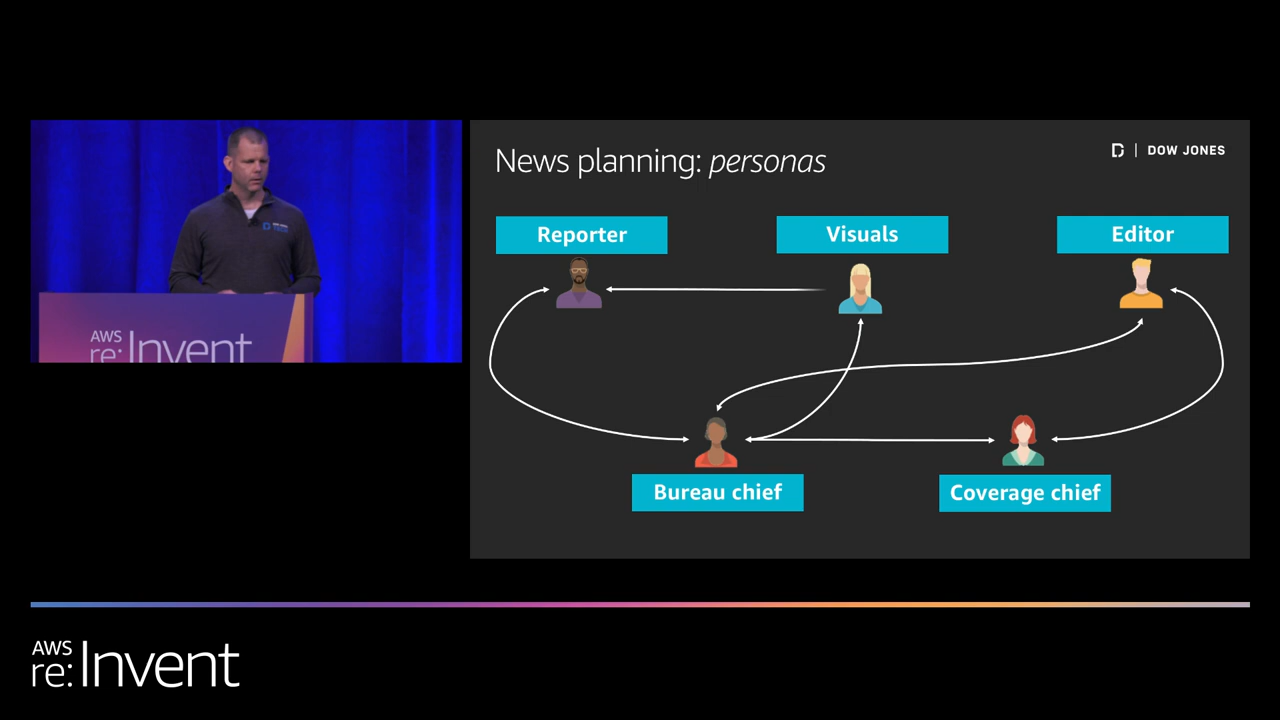 News planning: personas
DOW JONES
Reporter
Visuals
Editor
Bureau chief
Coverage chief
AWS
re:Invent
AWS
re:Invent